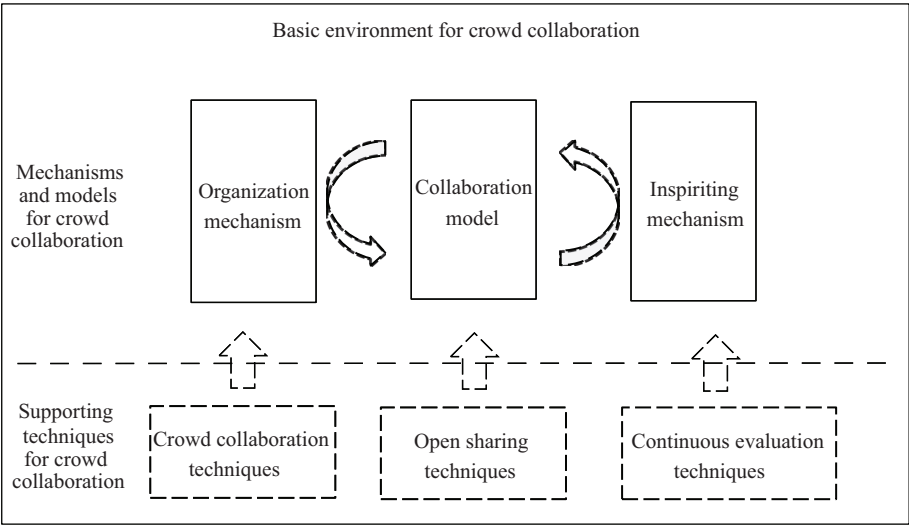 Basic environment for crowd collaboration
Mechanisms
and models
for crowd
collaboration
Organization
mechanism
Collaboration
model
Inspiriting
mechanism
Supporting
techniques
for crowd
collaboration
Crowd collaboration
techniques
Open sharing
techniques
Continuous evaluation
techniques